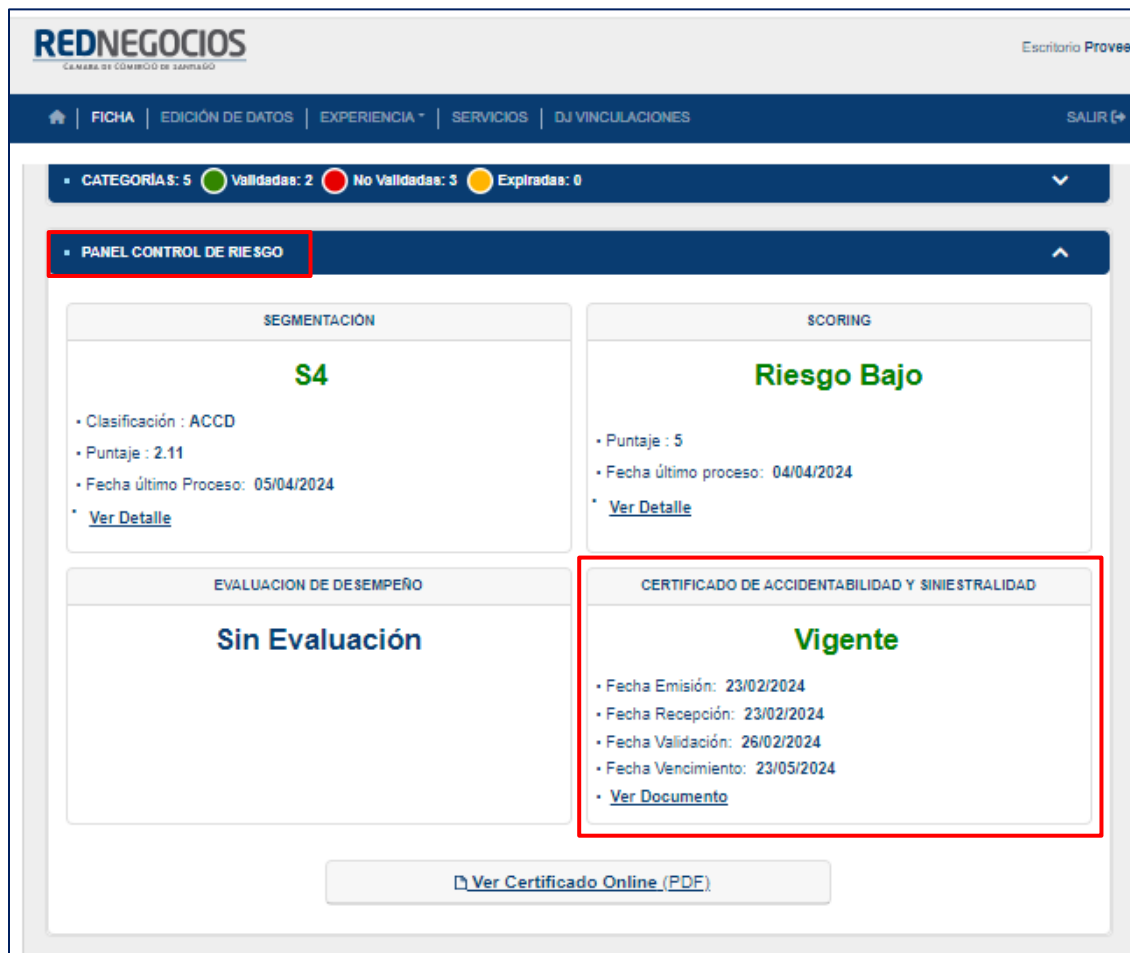 REDNEGOCIOS
CAMARA DE COMERCIO DE SANTIAGO
Escritorio Provee
FICHA | EDICIÓN DE DATOS | EXPERIENCIA | SERVICIOS | DJ VINCULACIONES
SALIR
CATEGORÍAS: 5 Validadas: 2 No Validadas: 3 Expiradas: 0
PANEL CONTROL DE RIESGO
SEGMENTACIÓN
S4
• Clasificación : ACCD
• Puntaje : 2.11
• Fecha último Proceso: 05/04/2024
• Ver Detalle
SCORING
Riesgo Bajo
• Puntaje : 5
• Fecha último proceso: 04/04/2024
• Ver Detalle
EVALUACION DE DESEMPEÑO
Sin Evaluación
CERTIFICADO DE ACCIDENTABILIDAD Y SINIESTRALIDAD
Vigente
• Fecha Emisión: 23/02/2024
• Fecha Recepción: 23/02/2024
• Fecha Validación: 26/02/2024
• Fecha Vencimiento: 23/05/2024
• Ver Documento
Ver Certificado Online (PDF)